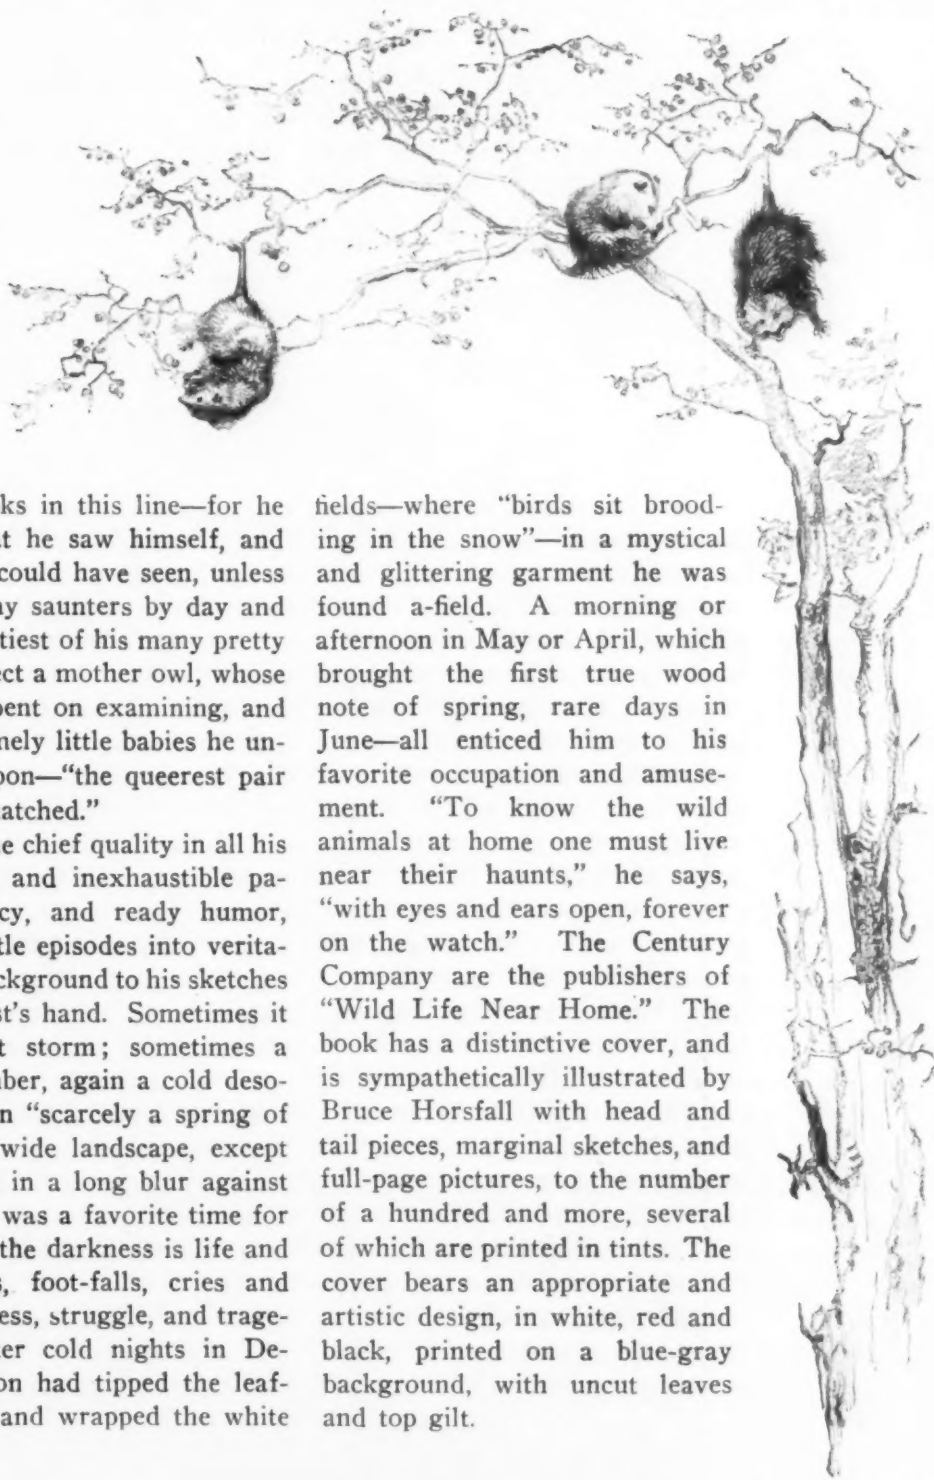 ks in this line—for he
t he saw himself, and
could have seen, unless
y saunters by day and
tiest of his many pretty
ect a mother owl, whose
pent on examining, and
nely little babies he un-
oon—“the queerest pair
atched.”
e chief quality in all his
and inexhaustible pa-
cy, and ready humor,
tle episodes into verita-
ckground to his sketches
st's hand. Sometimes it
t storm; sometimes a
ber, again a cold deso-
n “scarcely a spring of
wide landscape, except
in a long blur against
was a favorite time for
the darkness is life and
s, foot-falls, cries and
ess, struggle, and trage-
er cold nights in De-
on had tipped the leaf-
and wrapped the white
fields—where “birds sit brood-
ing in the snow”—in a mystical
and glittering garment he was
found a-field. A morning or
afternoon in May or April, which
brought the first true wood
note of spring, rare days in
June—all enticed him to his
favorite occupation and amuse-
ment. “To know the wild
animals at home one must live
near their haunts,” he says,
“with eyes and ears open, forever
on the watch.” The Century
Company are the publishers of
“Wild Life Near Home.” The
book has a distinctive cover, and
is sympathetically illustrated by
Bruce Horsfall with head and
tail pieces, marginal sketches, and
full-page pictures, to the number
of a hundred and more, several
of which are printed in tints. The
cover bears an appropriate and
artistic design, in white, red and
black, printed on a blue-gray
background, with uncut leaves
and top gilt.